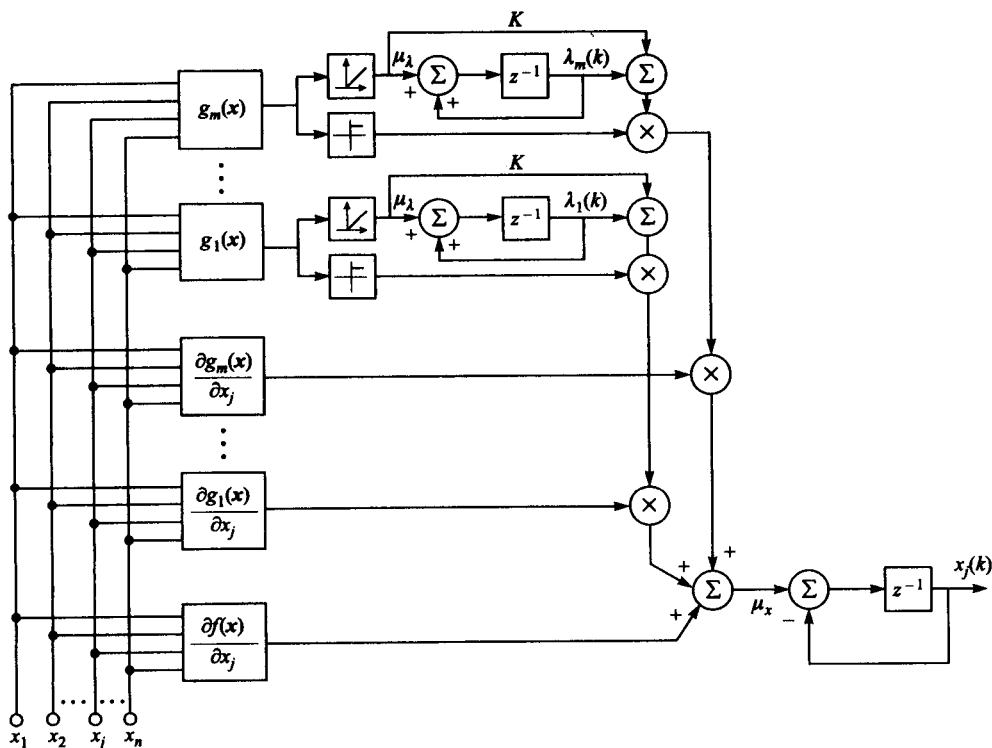 K
μ_λ
λ_m(k)
Σ
z⁻¹
Σ
+
+
g_m(x)
×
K
μ_λ
λ_1(k)
Σ
z⁻¹
Σ
+
+
g_1(x)
×
∂g_m(x)
∂x_j
×
∂g_1(x)
∂x_j
×
+
+
+
Σ
μ_x
Σ
−
z⁻¹
x_j(k)
∂f(x)
∂x_j
x_1 x_2 x_j x_n